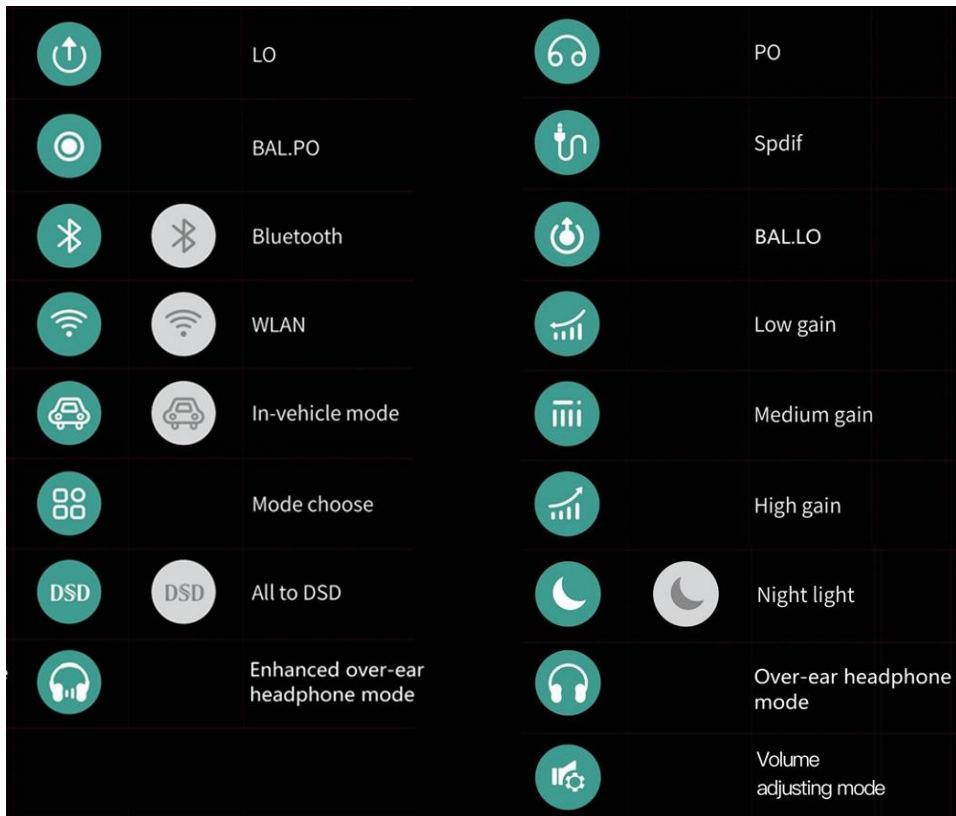 LO
PO
BAL.PO
Spdif
Bluetooth
BAL.LO
WLAN
Low gain
In-vehicle mode
Medium gain
Mode choose
High gain
DSD
DSD
All to DSD
Night light
Enhanced over-ear
headphone mode
Over-ear headphone
mode
Volume
adjusting mode